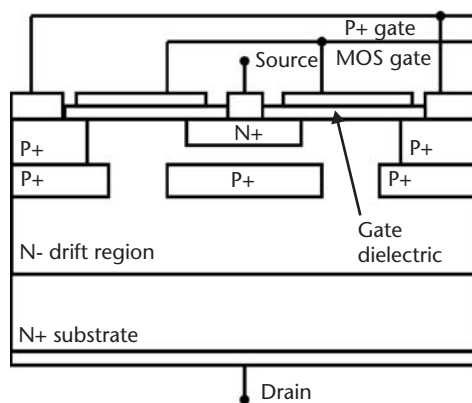 P+ gate
Source
MOS gate
N+
P+
P+
P+
P+
P+
Gate
dielectric
N- drift region
N+ substrate
Drain